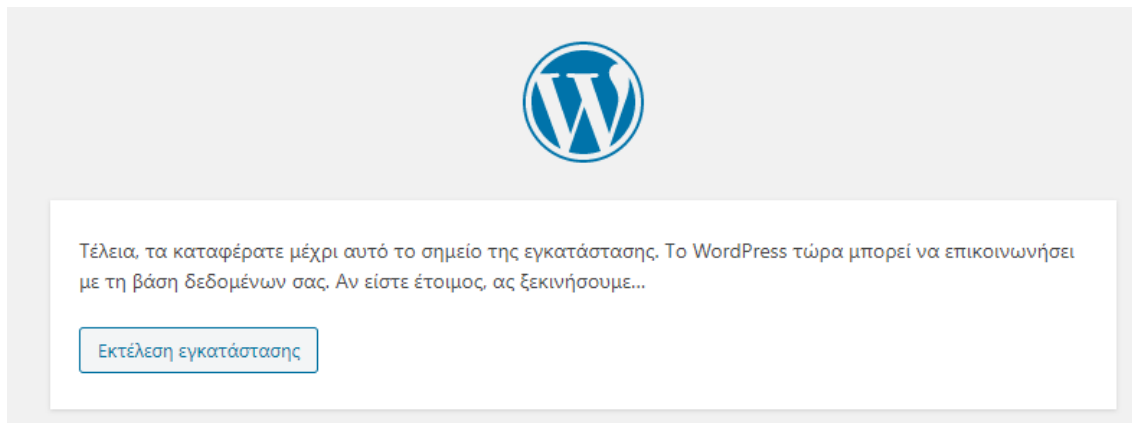 Τέλεια, τα καταφέρατε μέχρι αυτό το σημείο της εγκατάστασης. Το WordPress τώρα μπορεί να επικοινωνήσει
με τη βάση δεδομένων σας. Αν είστε έτοιμος, ας ξεκινήσουμε...
Εκτέλεση εγκατάστασης